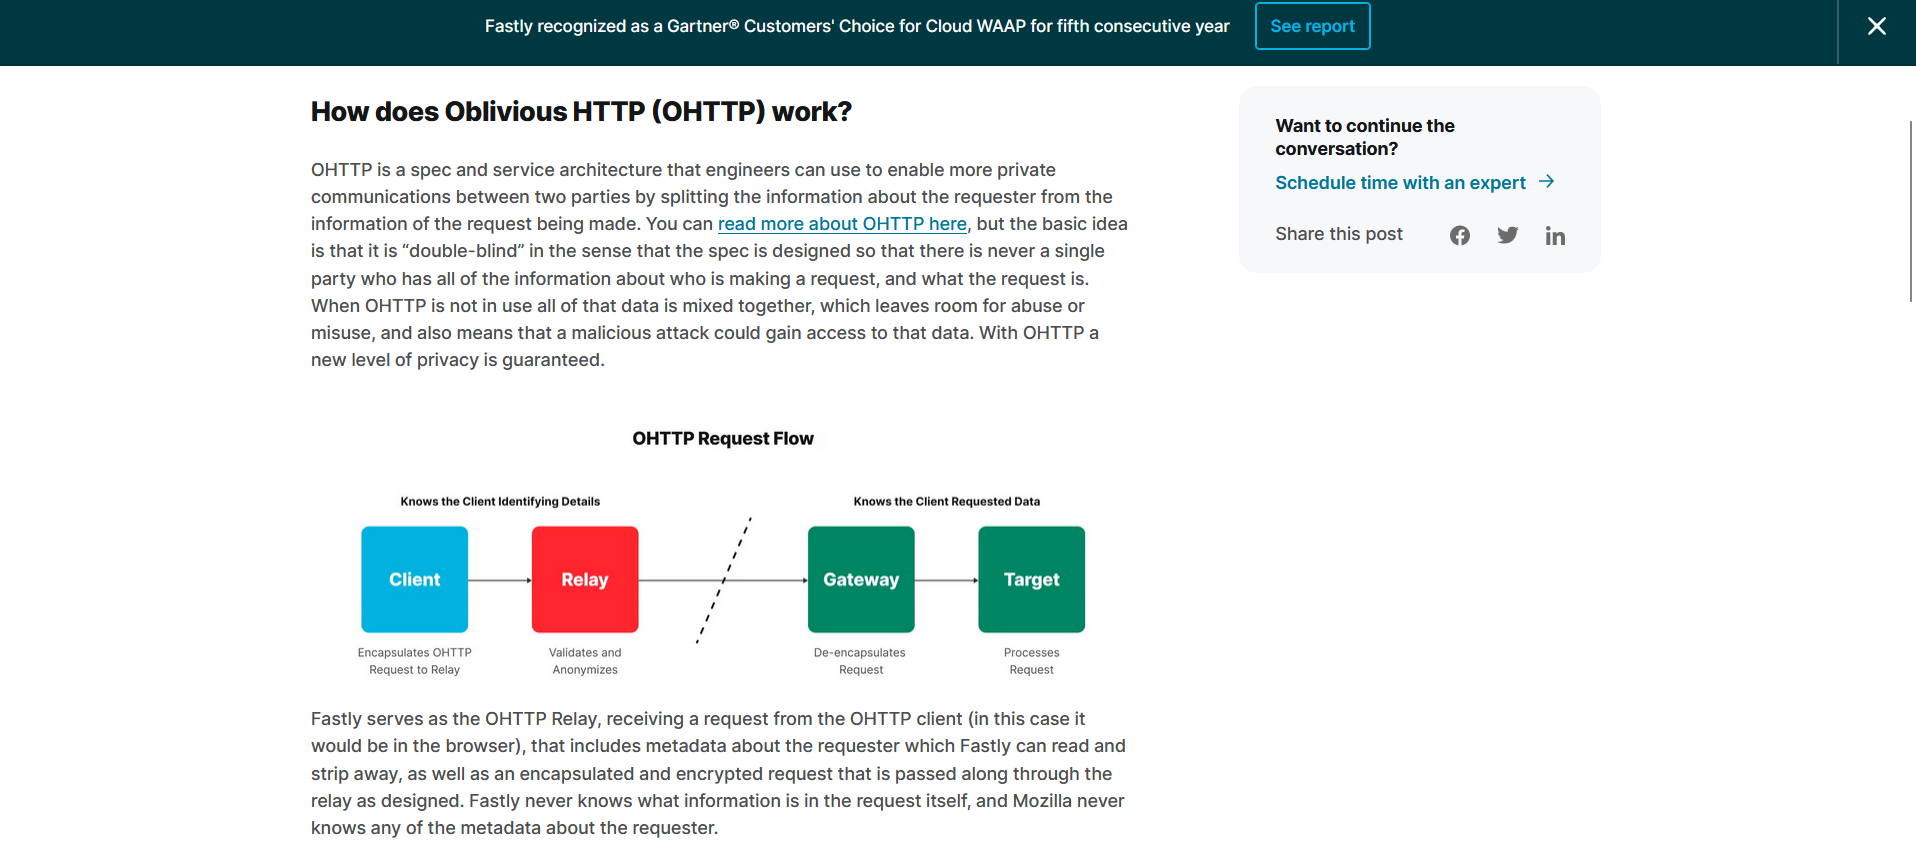 Fastly recognized as a Gartner® Customers' Choice for Cloud WAAP for fifth consecutive year
See report
How does Oblivious HTTP (OHTTP) work?
OHTTP is a spec and service architecture that engineers can use to enable more private
communications between two parties by splitting the information about the requester from the
information of the request being made. You can read more about OHTTP here, but the basic idea
is that it is “double-blind” in the sense that the spec is designed so that there is never a single
party who has all of the information about who is making a request, and what the request is.
When OHTTP is not in use all of that data is mixed together, which leaves room for abuse or
misuse, and also means that a malicious attack could gain access to that data. With OHTTP a
new level of privacy is guaranteed.
Want to continue the
conversation?
Schedule time with an expert
Share this post
OHTTP Request Flow
Knows the Client Identifying Details
Knows the Client Requested Data
Client
Relay
Gateway
Target
Encapsulates OHTTP
Request to Relay
Validates and
Anonymizes
De-encapsulates
Request
Processes
Request
Fastly serves as the OHTTP Relay, receiving a request from the OHTTP client (in this case it
would be in the browser), that includes metadata about the requester which Fastly can read and
strip away, as well as an encapsulated and encrypted request that is passed along through the
relay as designed. Fastly never knows what information is in the request itself, and Mozilla never
knows any of the metadata about the requester.